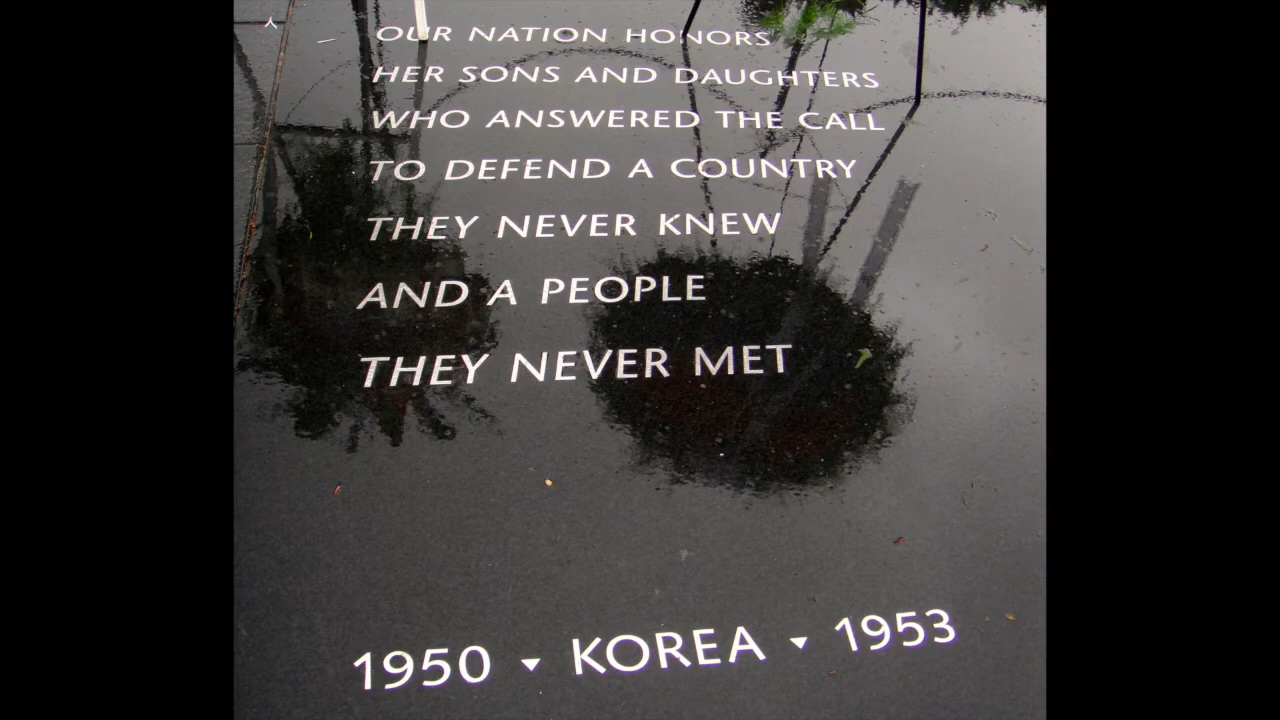 OUR NATION HONORS
HER SONS AND DAUGHTERS
WHO ANSWERED THE CALL
TO DEFEND A COUNTRY
THEY NEVER KNEW
AND A PEOPLE
THEY NEVER MET
1950 ▾ KOREA ▾ 1953